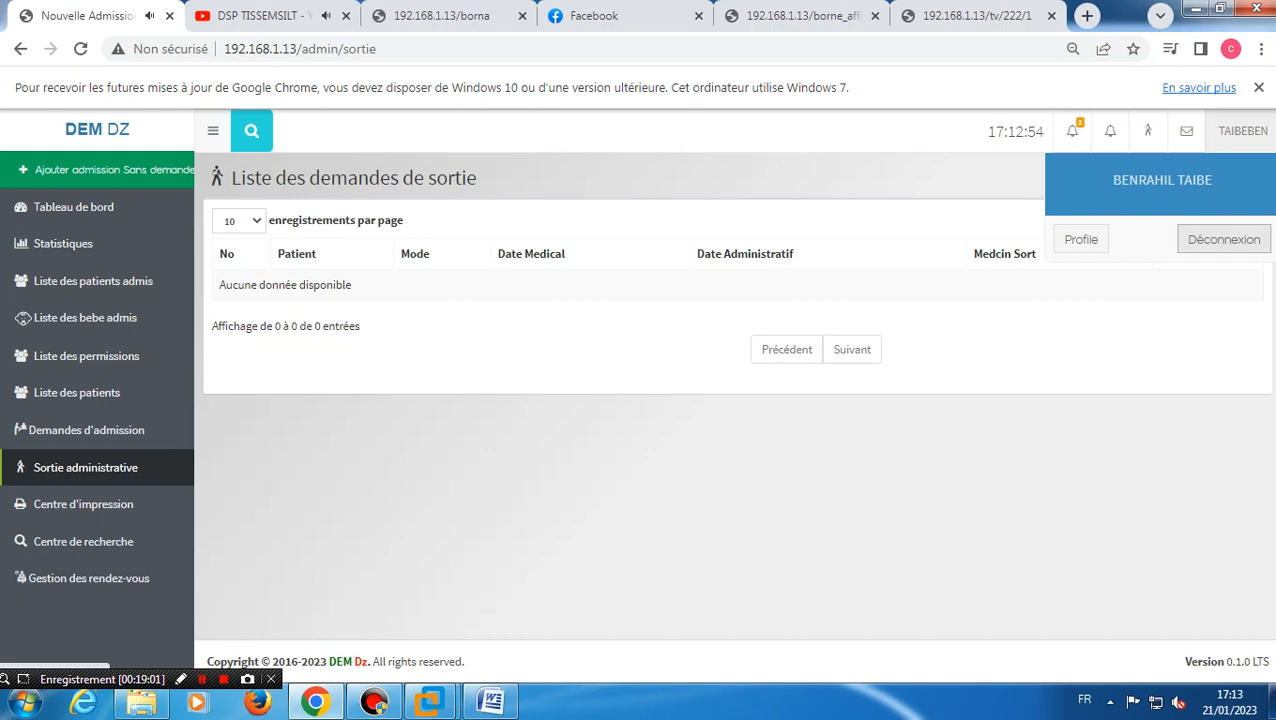 Nouvelle Admissio
DSP TISSEMSILT - Y
192.168.1.13/borna
Facebook
192.168.1.13/borne_aff
192.168.1.13/tv/222/1
Non sécurisé
192.168.1.13/admin/sortie
C
Pour recevoir les futures mises à jour de Google Chrome, vous devez disposer de Windows 10 ou d'une version ultérieure. Cet ordinateur utilise Windows 7.
En savoir plus
DEM DZ
17:12:54
1
TAIBEBEN
Ajouter admission Sans demande
Tableau de bord
Statistiques
Liste des patients admis
Liste des bebe admis
Liste des permissions
Liste des patients
Demandes d'admission
Sortie administrative
Centre d'impression
Centre de recherche
Gestion des rendez-vous
Liste des demandes de sortie
BENRAHIL TAIBE
Profile
Déconnexion
10 enregistrements par page
No Patient Mode Date Medical Date Administratif Medcin Sort
Aucune donnée disponible
Affichage de 0 à 0 de 0 entrées
Précédent Suivant
Copyright © 2016-2023 DEM Dz. All rights reserved.
Version 0.1.0 LTS
Enregistrement [00:19:01]
FR
17:13
21/01/2023